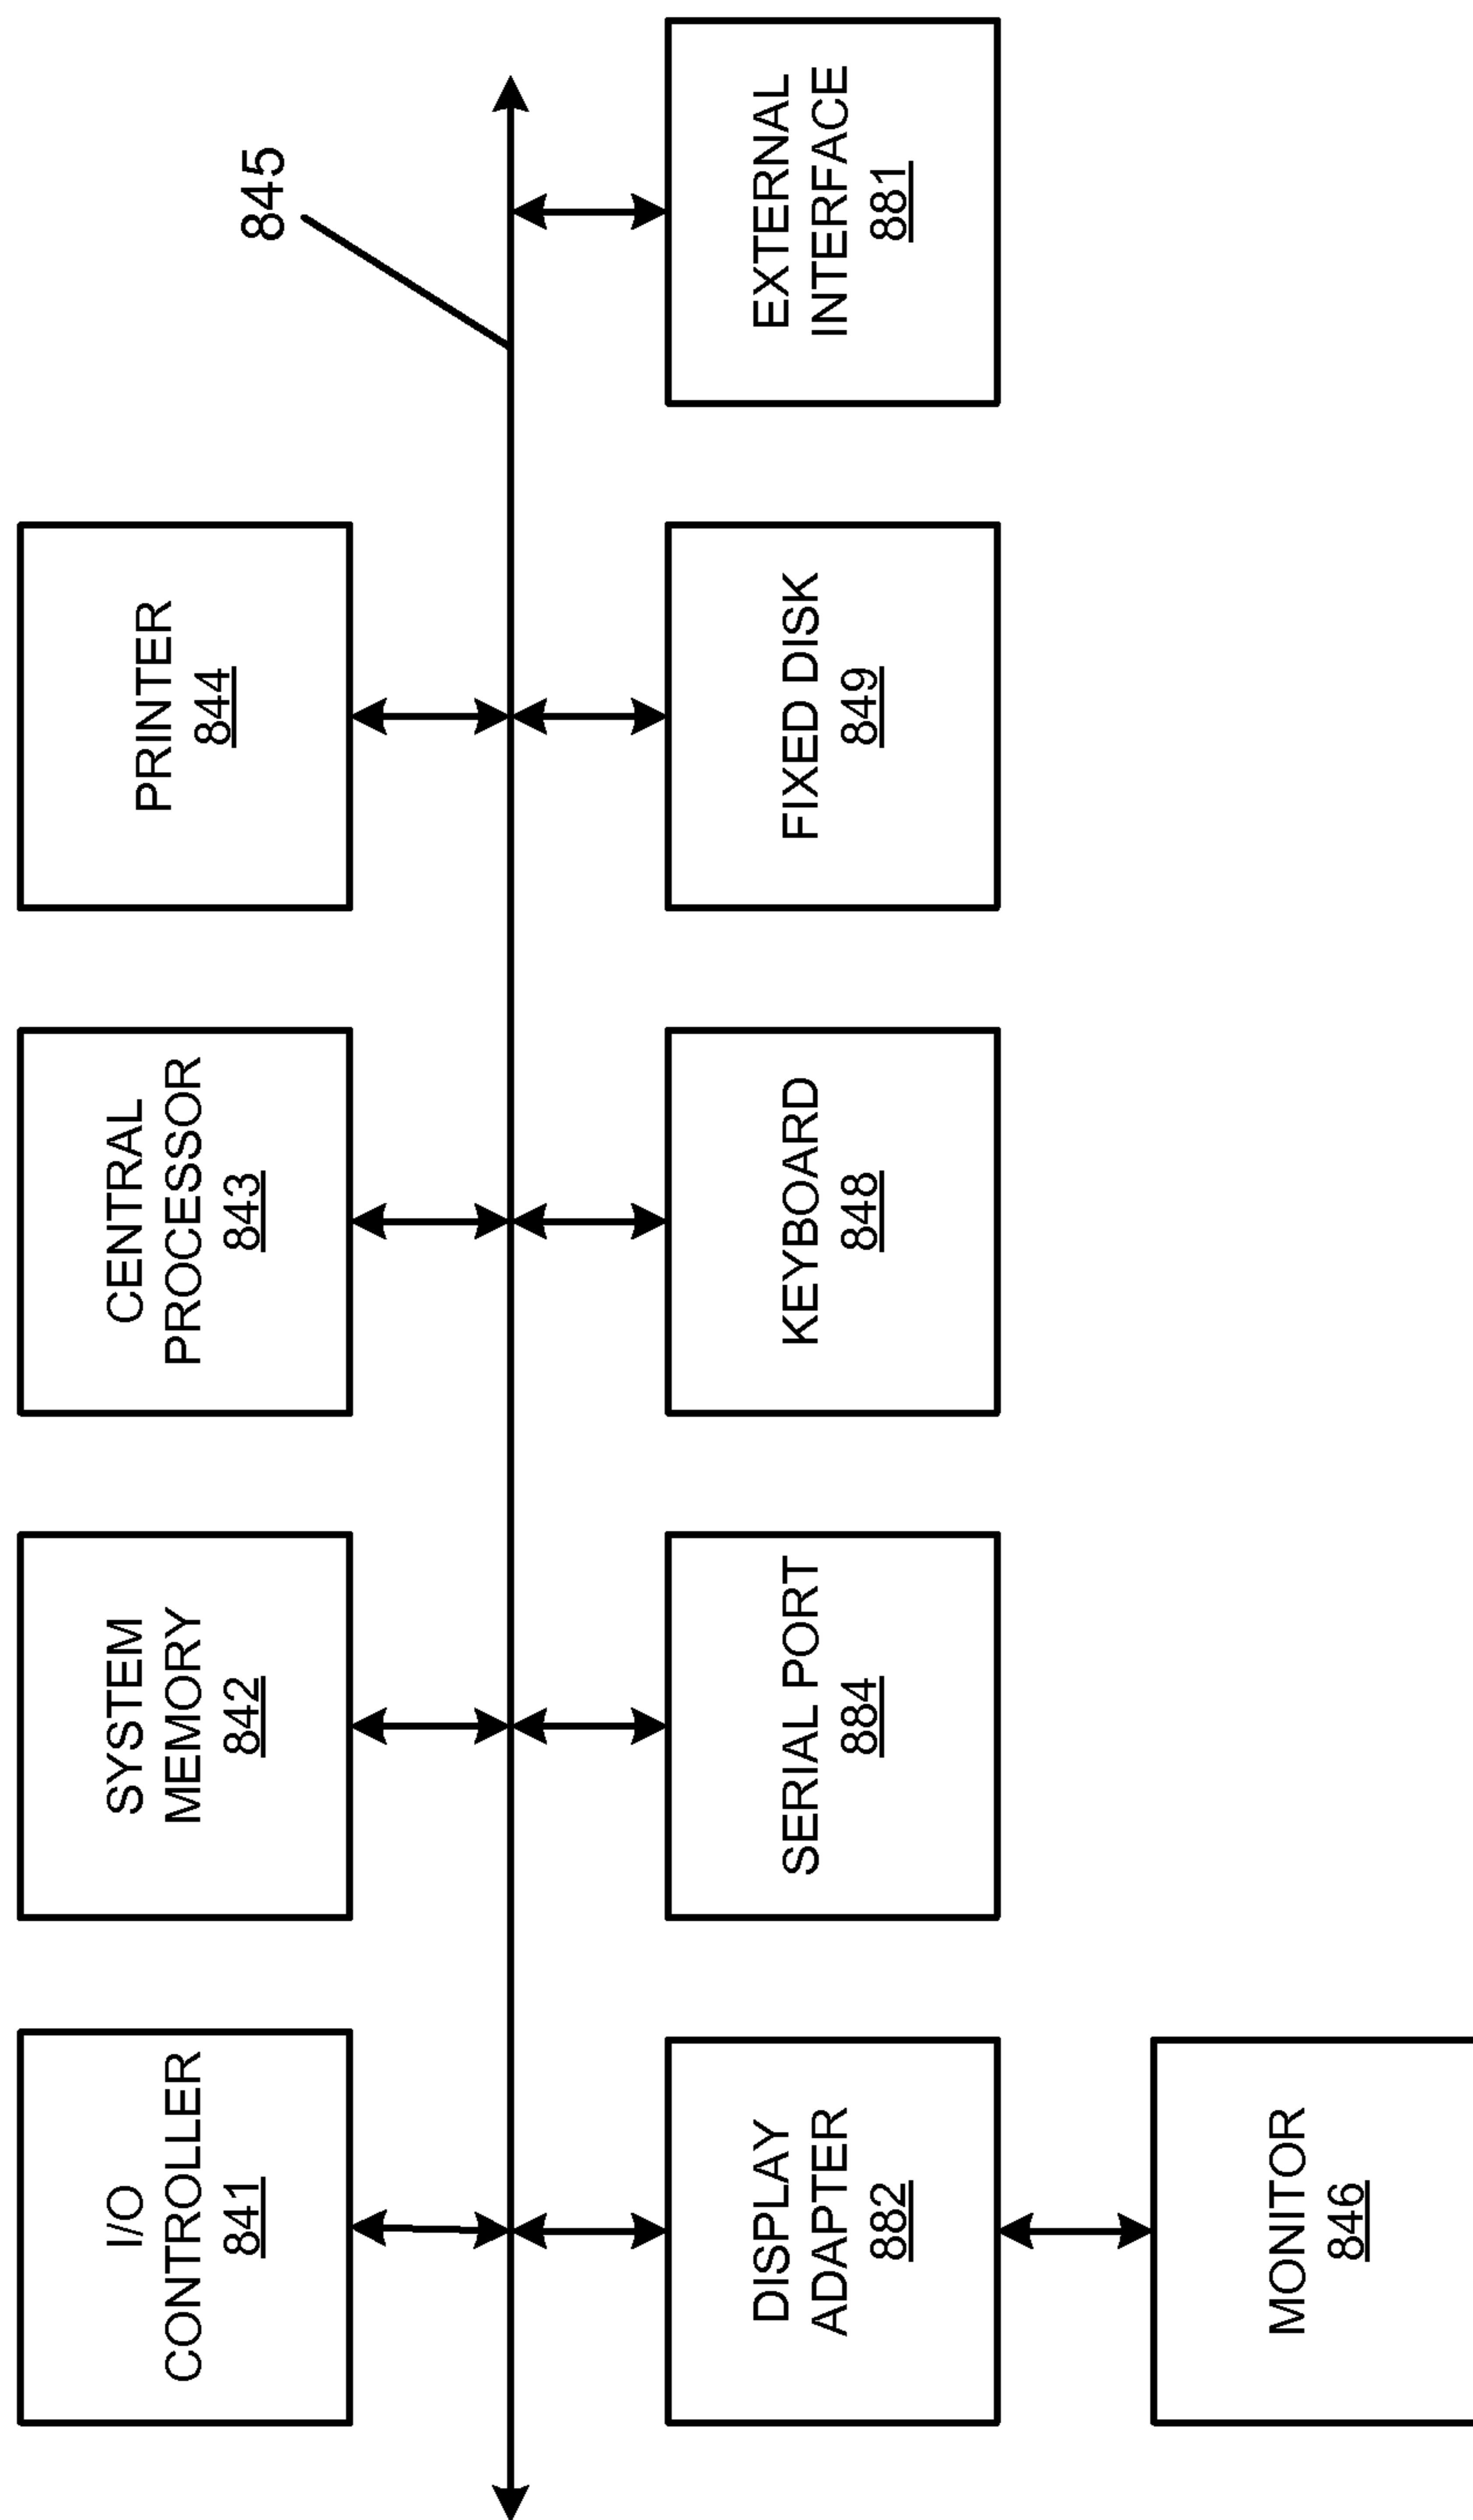 I/O
CONTROLLER
841
SYSTEM
MEMORY
842
CENTRAL
PROCESSOR
843
PRINTER
844
845
DISPLAY
ADAPTER
882
SERIAL PORT
884
KEYBOARD
848
FIXED DISK
849
EXTERNAL
INTERFACE
881
MONITOR
846